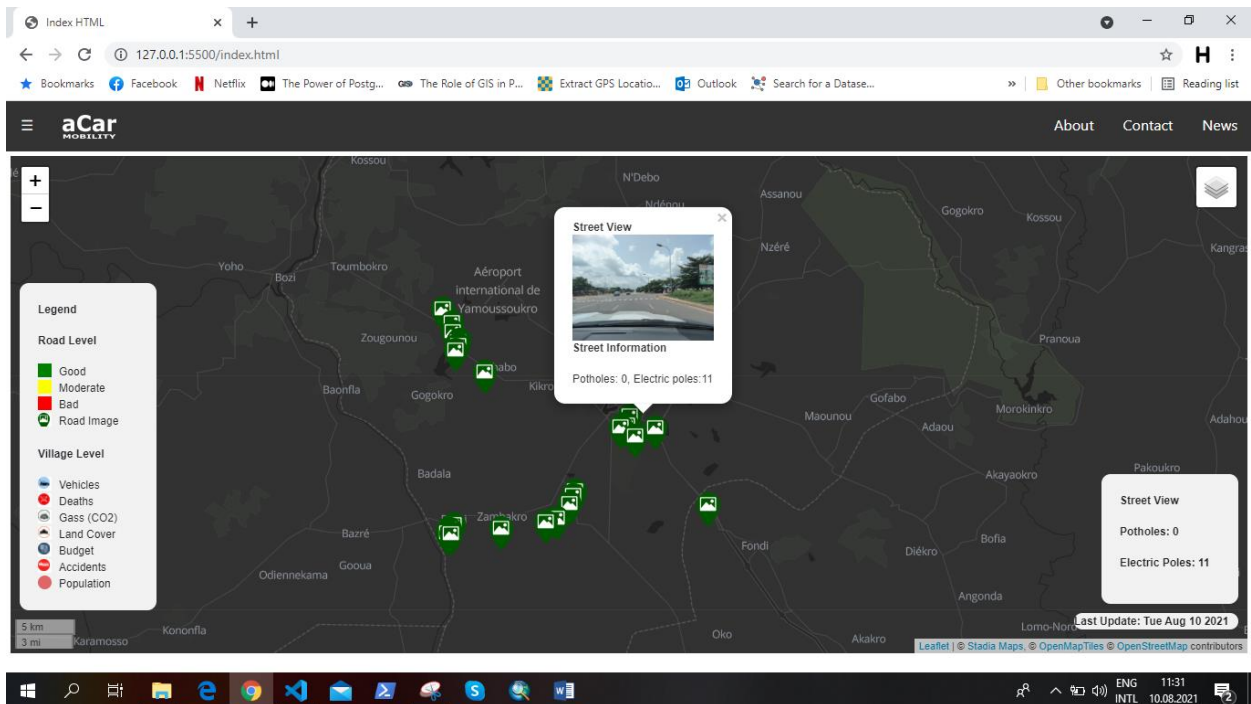 Index HTML
127.0.0.1:5500/index.html
Bookmarks Facebook Netflix The Power of Postg... The Role of GIS in P... Extract GPS Locatio... Outlook Search for a Datase... » Other bookmarks Reading list
aCar
MOBILITY
About Contact News
+
−
Kossou
N'Debo
Ndénou
Assanou
Gogokro
Kossou
Nzéré
Kangras
Yoho
Bozi
Toumbokro
Aéroport
international de
Yamoussoukro
Zougounou
Pranoua
Baonfla
Gogokro
Gofabo
Morokinkro
Maounou
Adaou
Adahou
Badala
Akayaokro
Pakoukro
Bazré
Fondi
Diékro
Bofia
Gooua
Odiennekama
Angonda
Kononfla
Karamosso
Oko
Akakro
Street View
Street Information
Potholes: 0, Electric poles:11
Legend
Road Level
Good
Moderate
Bad
Road Image
Village Level
Vehicles
Deaths
Gass (CO2)
Land Cover
Budget
Accidents
Population
Street View
Potholes: 0
Electric Poles: 11
5 km
3 mi
Last Update: Tue Aug 10 2021
Leaflet | © Stadia Maps, © OpenMapTiles © OpenStreetMap contributors
ENG 11:31
INTL 10.08.2021
2